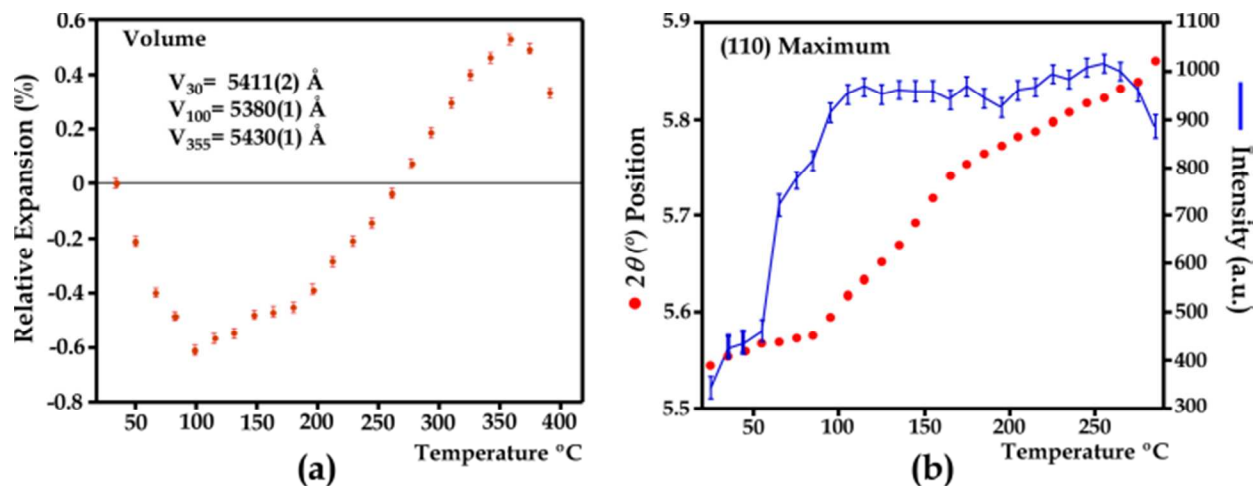 0.6
0.4
0.2
0
-0.2
-0.4
-0.6
-0.8
Relative Expansion (%)
Volume
V30= 5411(2) Å
V100= 5380(1) Å
V355= 5430(1) Å
50 100 150 200 250 300 350 400
Temperature ºC
(a)
5.9
5.8
5.7
5.6
5.5
2θ(º) Position
(110) Maximum
1100
1000
900
800
700
600
500
400
300
Intensity (a.u.)
50 100 150 200 250
Temperature ºC
(b)